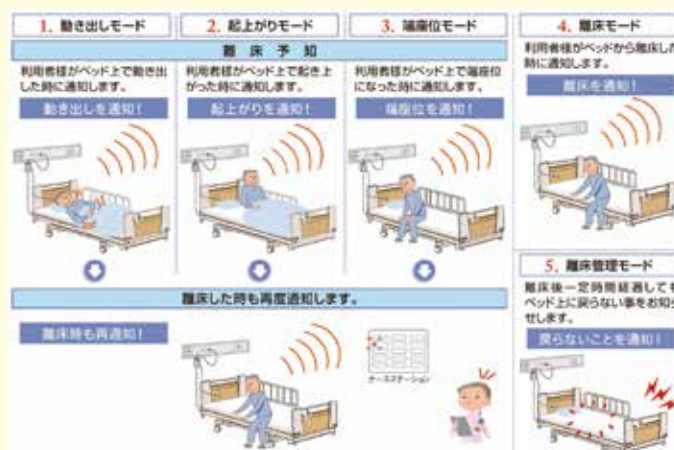 1. 動き出しモード
2. 起上がりモード
3. 端座位モード
離床予知
利用者様がベッド上で動き出
した時に通知します。
動き出しを通知!
利用者様がベッド上で起き上
がった時に通知します。
起上がりを通知!
利用者様がベッド上で端座位
になった時に通知します。
端座位を通知!
離床した時も再度通知します。
離床時も再通知!
ナースステーション
4. 離床モード
利用者様がベッドから離床した
時に通知します。
離床を通知!
5. 離床管理モード
離床後一定時間経過しても
ベッド上に戻らない事をお知ら
せします。
戻らないことを通知!